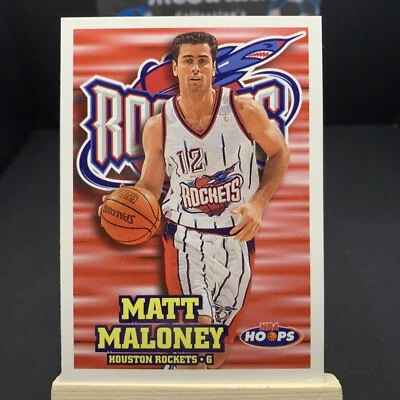 ROCKETS
12
ROCKETS
SPALDING
MATT
MALONEY
HOUSTON ROCKETS • G
NBA
HOOPS